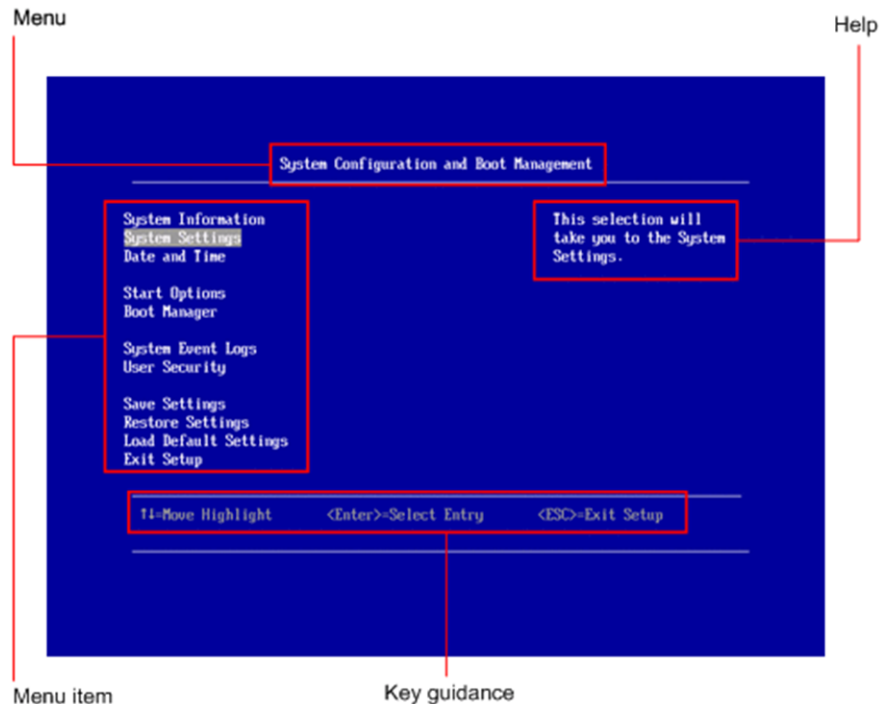 Menu
Help
System Configuration and Boot Management
System Information
System Settings
Date and Time
Start Options
Boot Manager
System Event Logs
User Security
Save Settings
Restore Settings
Load Default Settings
Exit Setup
This selection will
take you to the System
Settings.
↑↓=Move Highlight <Enter>=Select Entry <ESC>=Exit Setup
Menu item
Key guidance